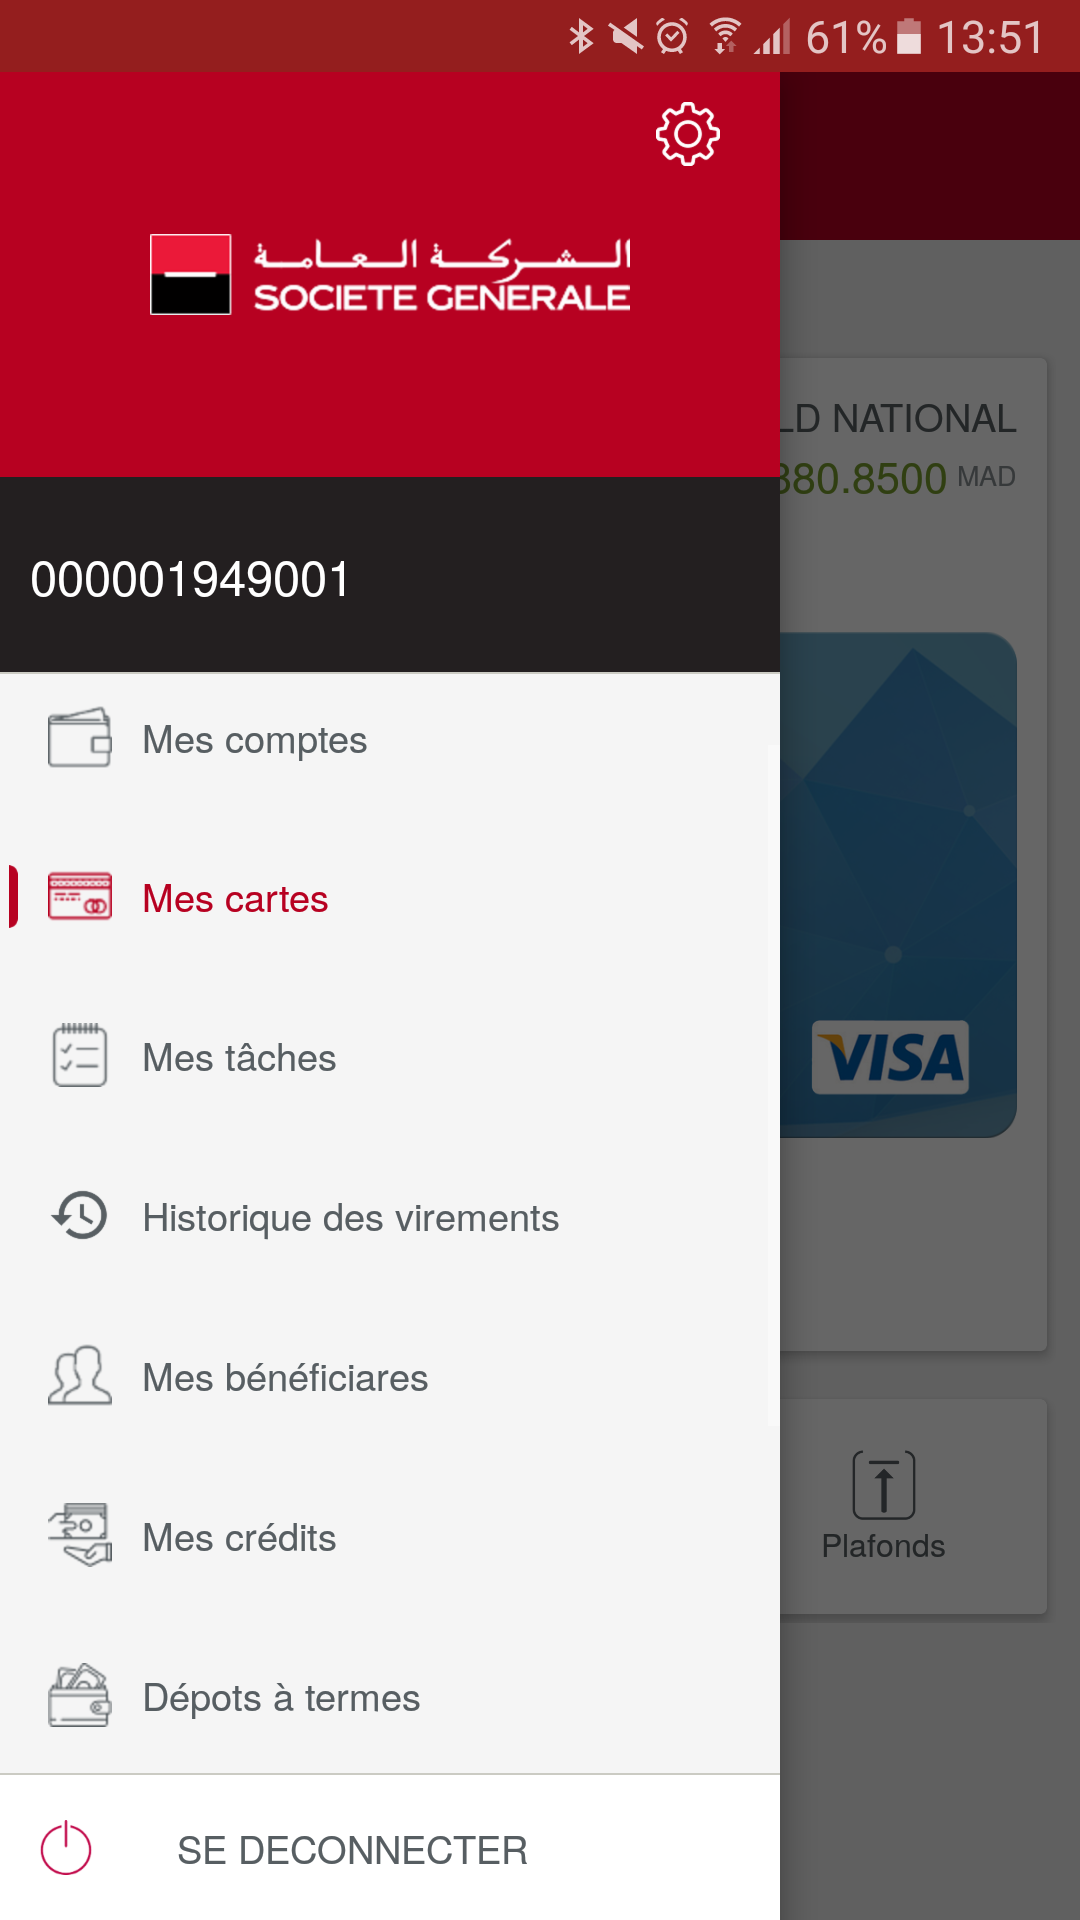 61% 13:51
الشركة العامة
SOCIETE GENERALE
LD NATIONAL
380.8500 MAD
000001949001
Mes comptes
Mes cartes
Mes tâches
VISA
Historique des virements
Mes bénéficiares
Mes crédits
Plafonds
Dépots à termes
SE DECONNECTER